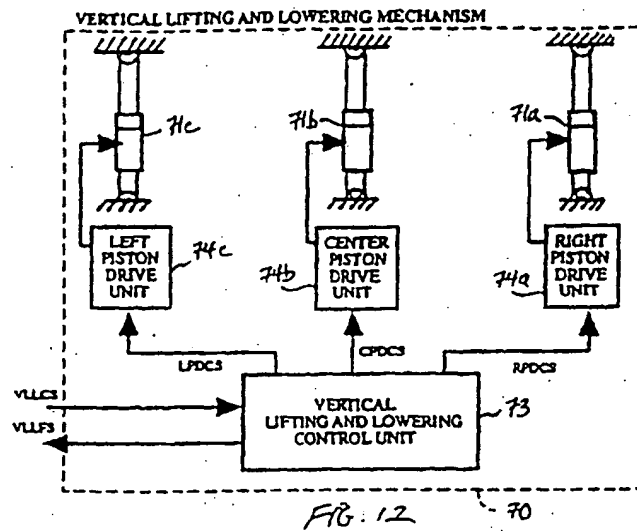 VERTICAL LIFTING AND LOWERING MECHANISM
71c
71b
71a
LEFT
PISTON
DRIVE
UNIT
74c
CENTER
PISTON
DRIVE
UNIT
74b
RIGHT
PISTON
DRIVE
UNIT
74a
LPDCS
CPDCS
RPDCS
VLLCS
VLLFS
VERTICAL
LIFTING AND LOWERING
CONTROL UNIT
73
70
FIG. 12